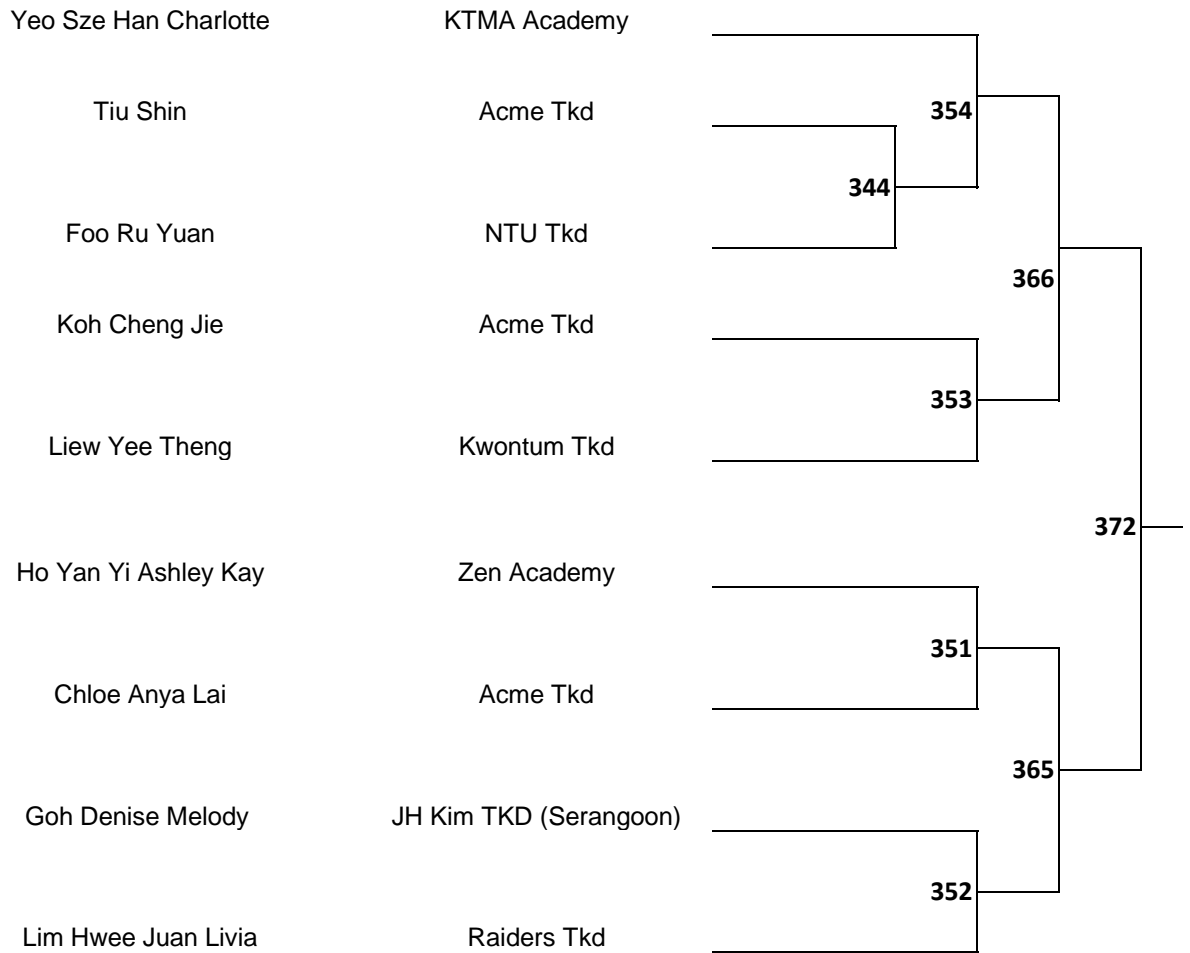 Yeo Sze Han Charlotte KTMA Academy
Tiu Shin Acme Tkd 354
344
Foo Ru Yuan NTU Tkd
366
Koh Cheng Jie Acme Tkd
353
Liew Yee Theng Kwontum Tkd
372
Ho Yan Yi Ashley Kay Zen Academy
351
Chloe Anya Lai Acme Tkd
365
Goh Denise Melody JH Kim TKD (Serangoon)
352
Lim Hwee Juan Livia Raiders Tkd